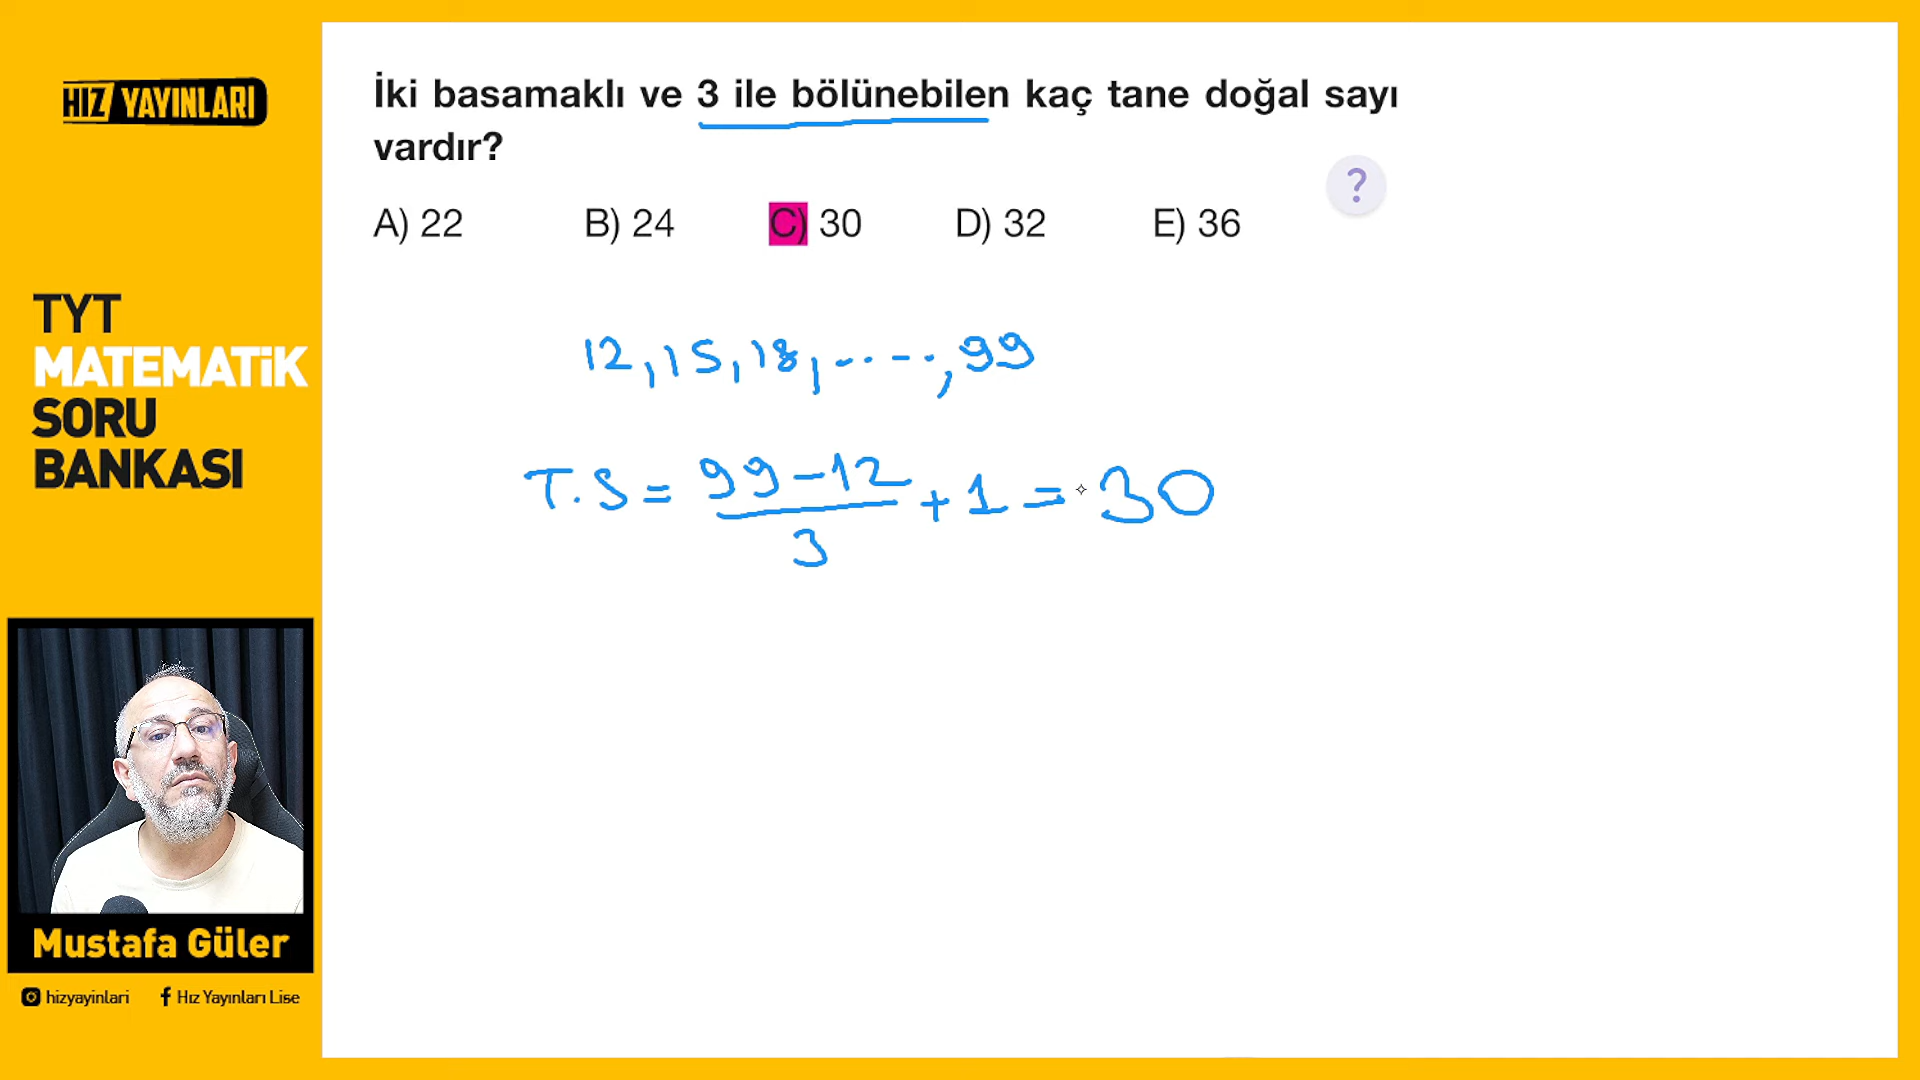 HIZ YAYINLARI
TYT
MATEMATİK
SORU
BANKASI
Mustafa Güler
hizyayinlari
Hız Yayınları Lise
İki basamaklı ve 3 ile bölünebilen kaç tane doğal sayı
vardır?
?
A) 22 B) 24 C) 30 D) 32 E) 36
12, 15, 18, ....., 99
T.S = 99-12 / 3 + 1 = 30